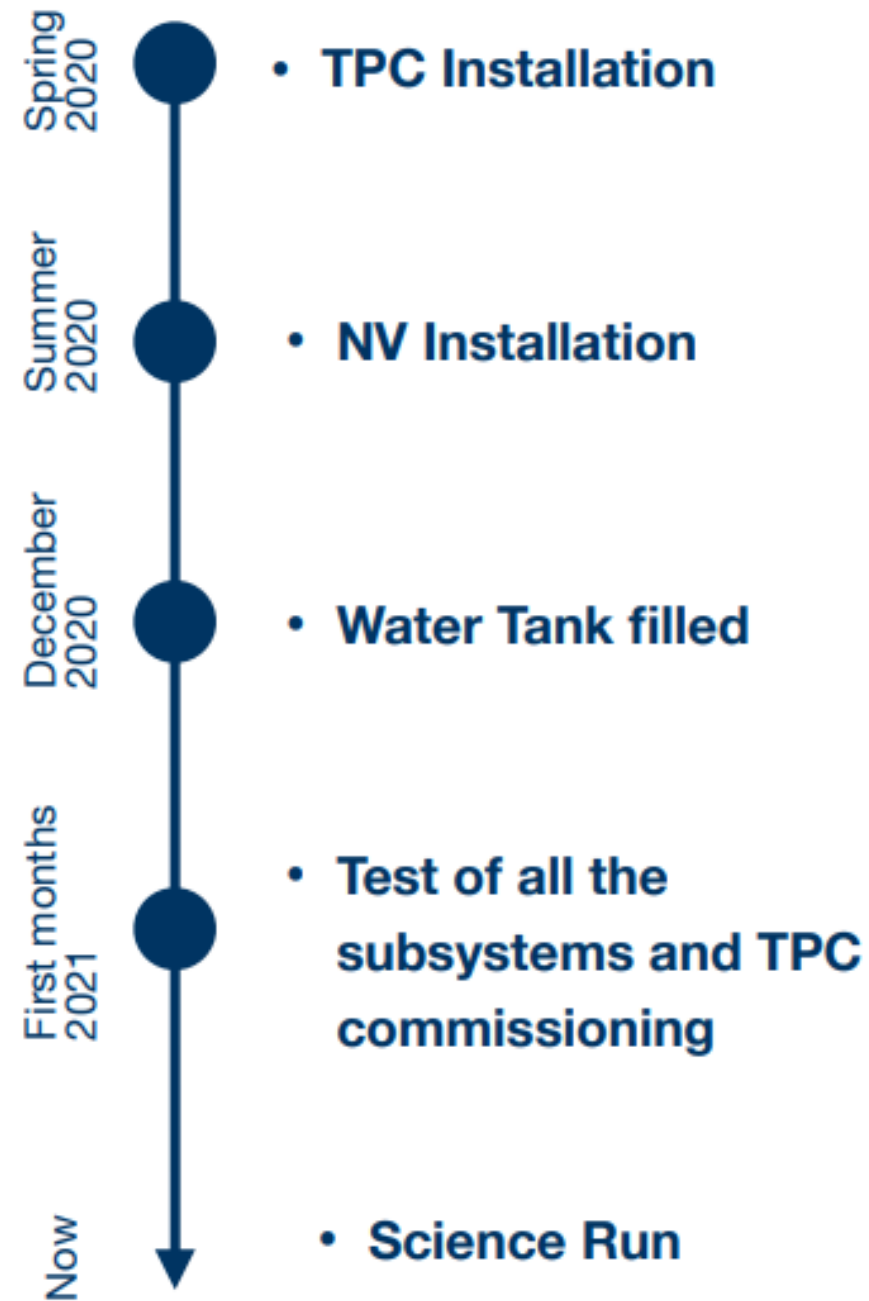 Spring
2020
• TPC Installation
Summer
2020
• NV Installation
December
2020
• Water Tank filled
First months
2021
• Test of all the
subsystems and TPC
commissioning
Now
• Science Run